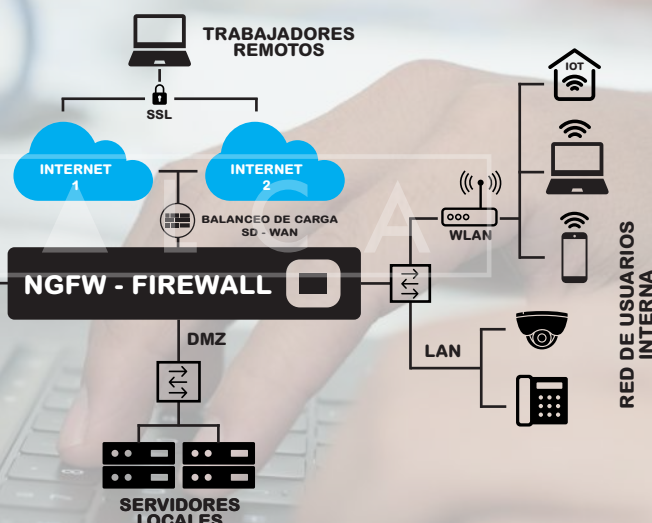 TRABAJADORES
REMOTOS
IOT
SSL
INTERNET
1
INTERNET
2
BALANCEO DE CARGA
SD - WAN
WLAN
ALCA
NGFW - FIREWALL
DMZ
LAN
RED DE USUARIOS
INTERNA
SERVIDORES
LOCALES